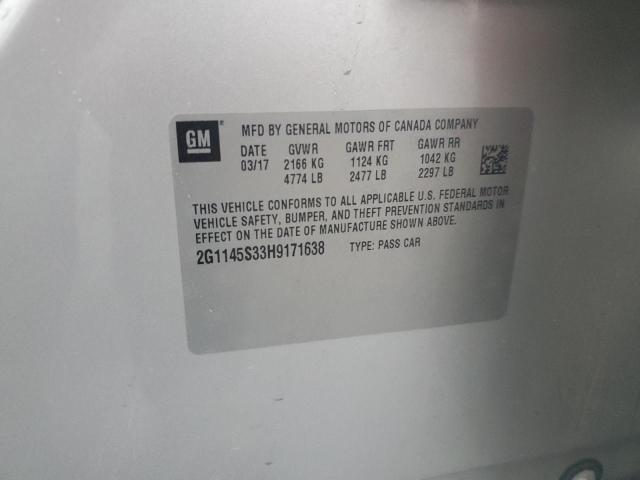 GM
MFD BY GENERAL MOTORS OF CANADA COMPANY
DATE GVWR GAWR FRT GAWR RR
03/17 2166 KG 1124 KG 1042 KG
4774 LB 2477 LB 2297 LB
THIS VEHICLE CONFORMS TO ALL APPLICABLE U.S. FEDERAL MOTOR
VEHICLE SAFETY, BUMPER, AND THEFT PREVENTION STANDARDS IN
EFFECT ON THE DATE OF MANUFACTURE SHOWN ABOVE.
2G1145S33H9171638 TYPE: PASS CAR